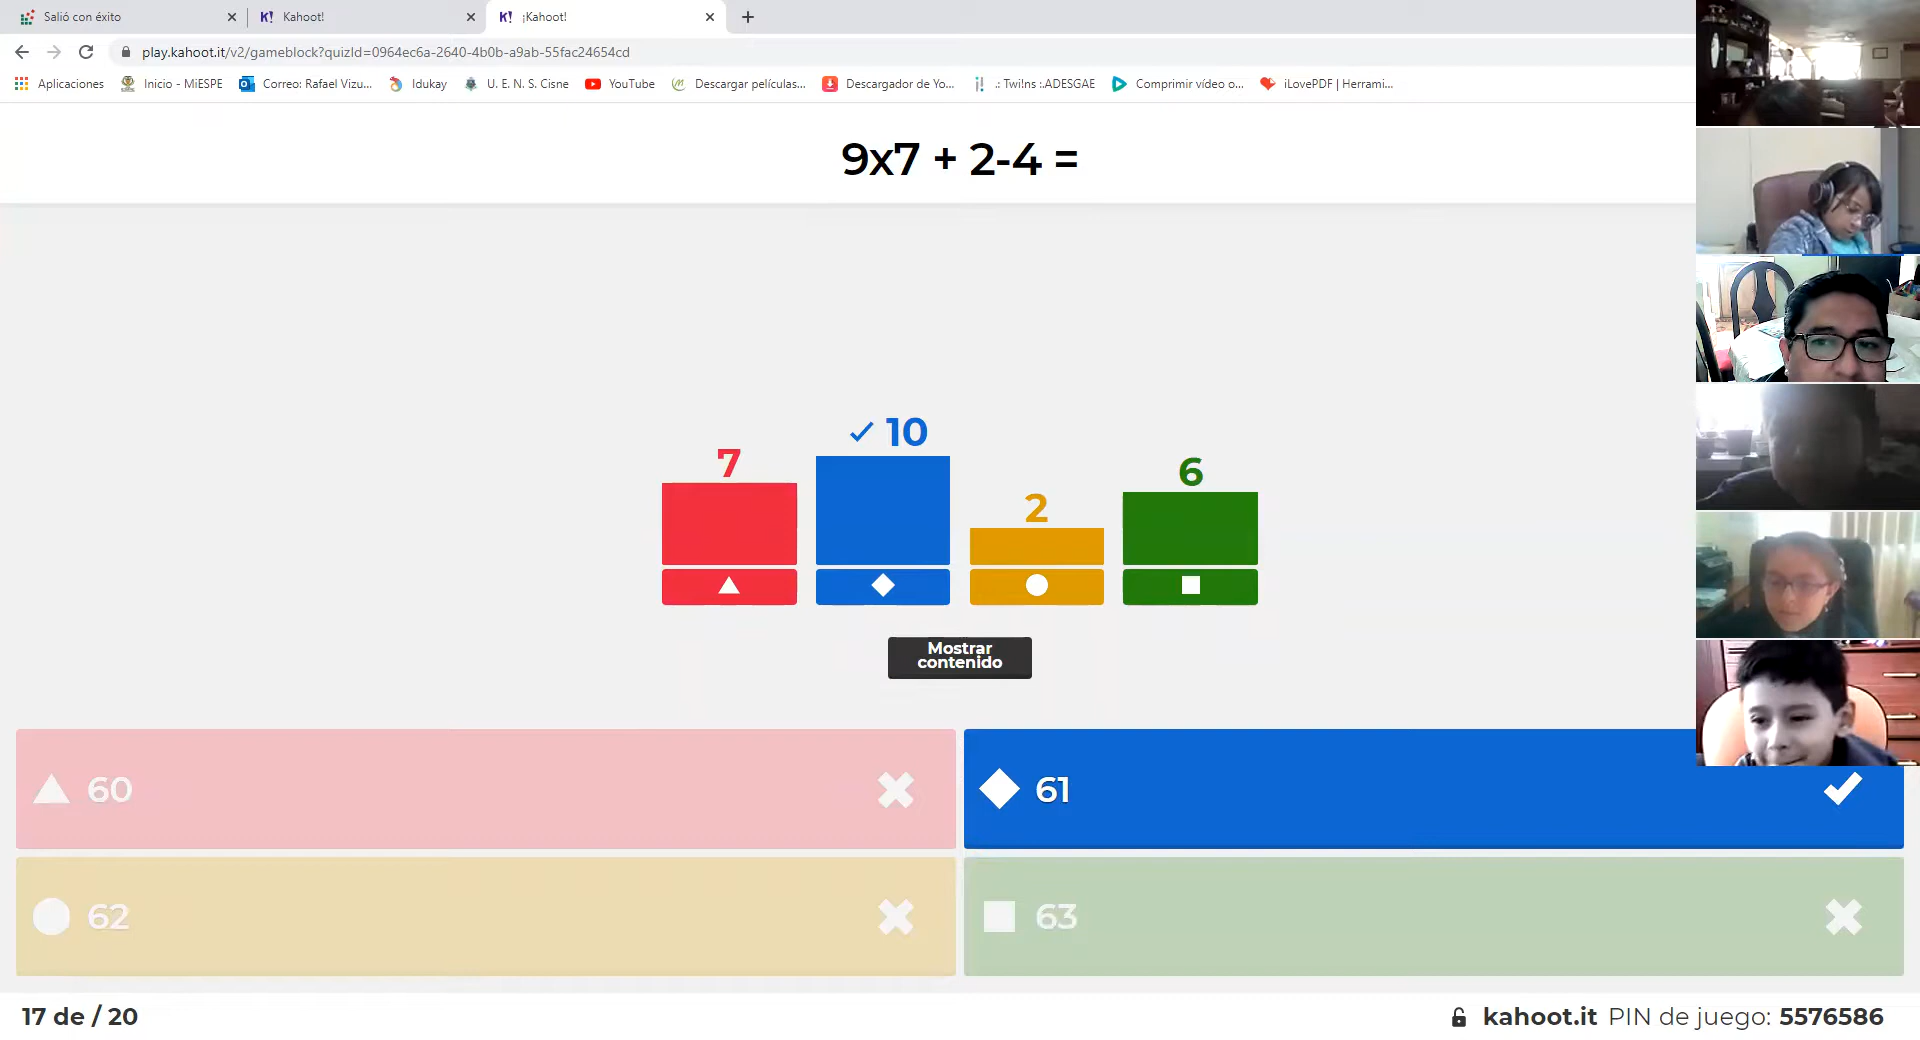 Salió con éxito
Kahoot!
¡Kahoot!
play.kahoot.it/v2/gameblock?quizId=0964ec6a-2640-4b0b-a9ab-55fac24654cd
Aplicaciones
Inicio - MiESPE
Correo: Rafael Vizu...
Idukay
U. E. N. S. Cisne
YouTube
Descargar películas...
Descargador de Yo...
.: Twi!ns :.ADESGAE
Comprimir vídeo o...
iLovePDF | Herrami...
9x7 + 2-4 =
7
10
2
6
Mostrar
contenido
60
61
62
63
17 de / 20
kahoot.it PIN de juego: 5576586